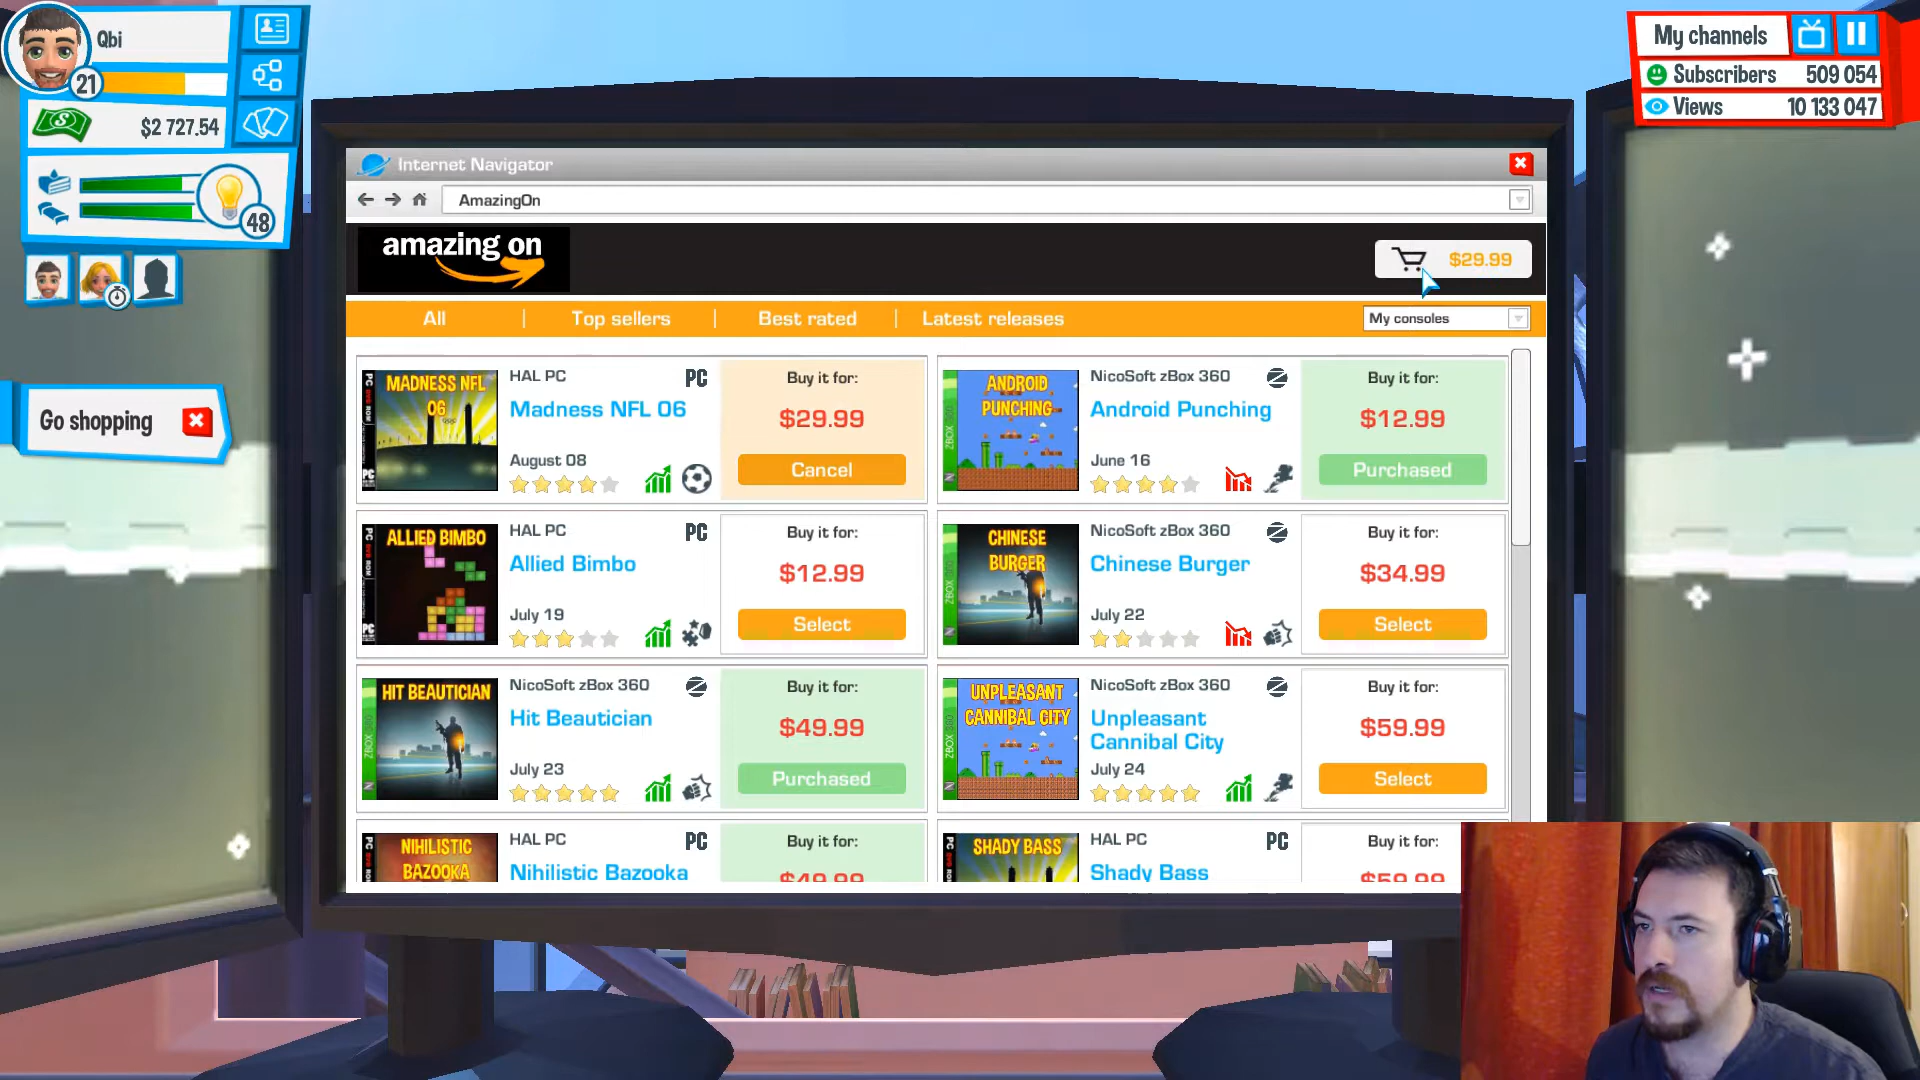 Qbi
21
$2 727.54
48
Go shopping
My channels
Subscribers 509 054
Views 10 133 047
Internet Navigator
AmazingOn
amazing on
$29.99
All | Top sellers | Best rated | Latest releases
My consoles
MADNESS NFL 06
HAL PC
PC
Madness NFL 06
August 08
Buy it for:
$29.99
Cancel
ANDROID PUNCHING
NicoSoft zBox 360
Android Punching
June 16
Buy it for:
$12.99
Purchased
ALLIED BIMBO
HAL PC
PC
Allied Bimbo
July 19
Buy it for:
$12.99
Select
CHINESE BURGER
NicoSoft zBox 360
Chinese Burger
July 22
Buy it for:
$34.99
Select
HIT BEAUTICIAN
NicoSoft zBox 360
Hit Beautician
July 23
Buy it for:
$49.99
Purchased
UNPLEASANT CANNIBAL CITY
NicoSoft zBox 360
Unpleasant
Cannibal City
July 24
Buy it for:
$59.99
Select
NIHILISTIC BAZOOKA
HAL PC
PC
Nihilistic Bazooka
Buy it for:
$49.99
SHADY BASS
HAL PC
PC
Shady Bass
Buy it for:
$59.99